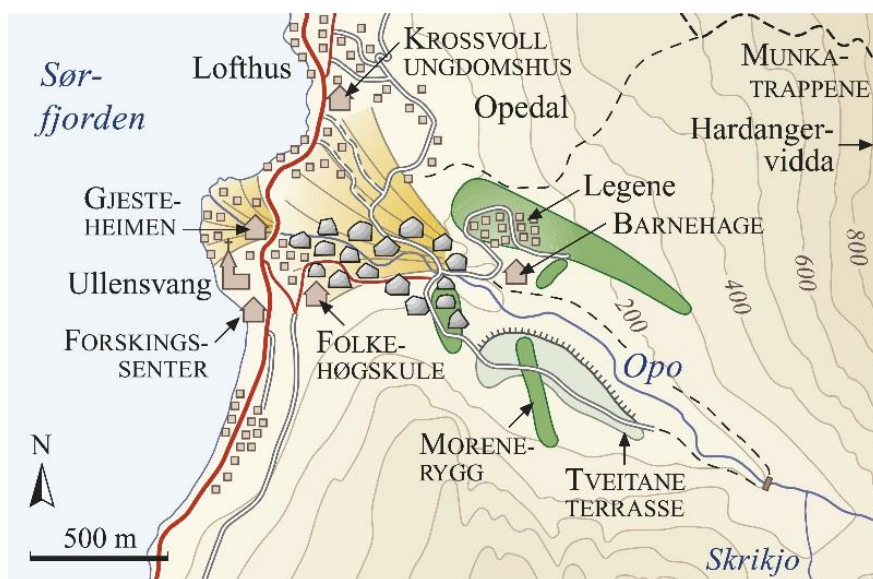 Sør-
fjorden
Lofthus
KROSSVOLL
UNGDOMSHUS
Opedal
MUNKA-
TRAPPENE
Hardanger-
vidda
GJESTE-
HEIMEN
Legene
BARNEHAGE
Ullensvang
FORSKINGS-
SENTER
FOLKE-
HØGSKULE
200
400
600
800
Opo
MORENE-
RYGG
TVEITANE
TERRASSE
N
500 m
Skrikjo